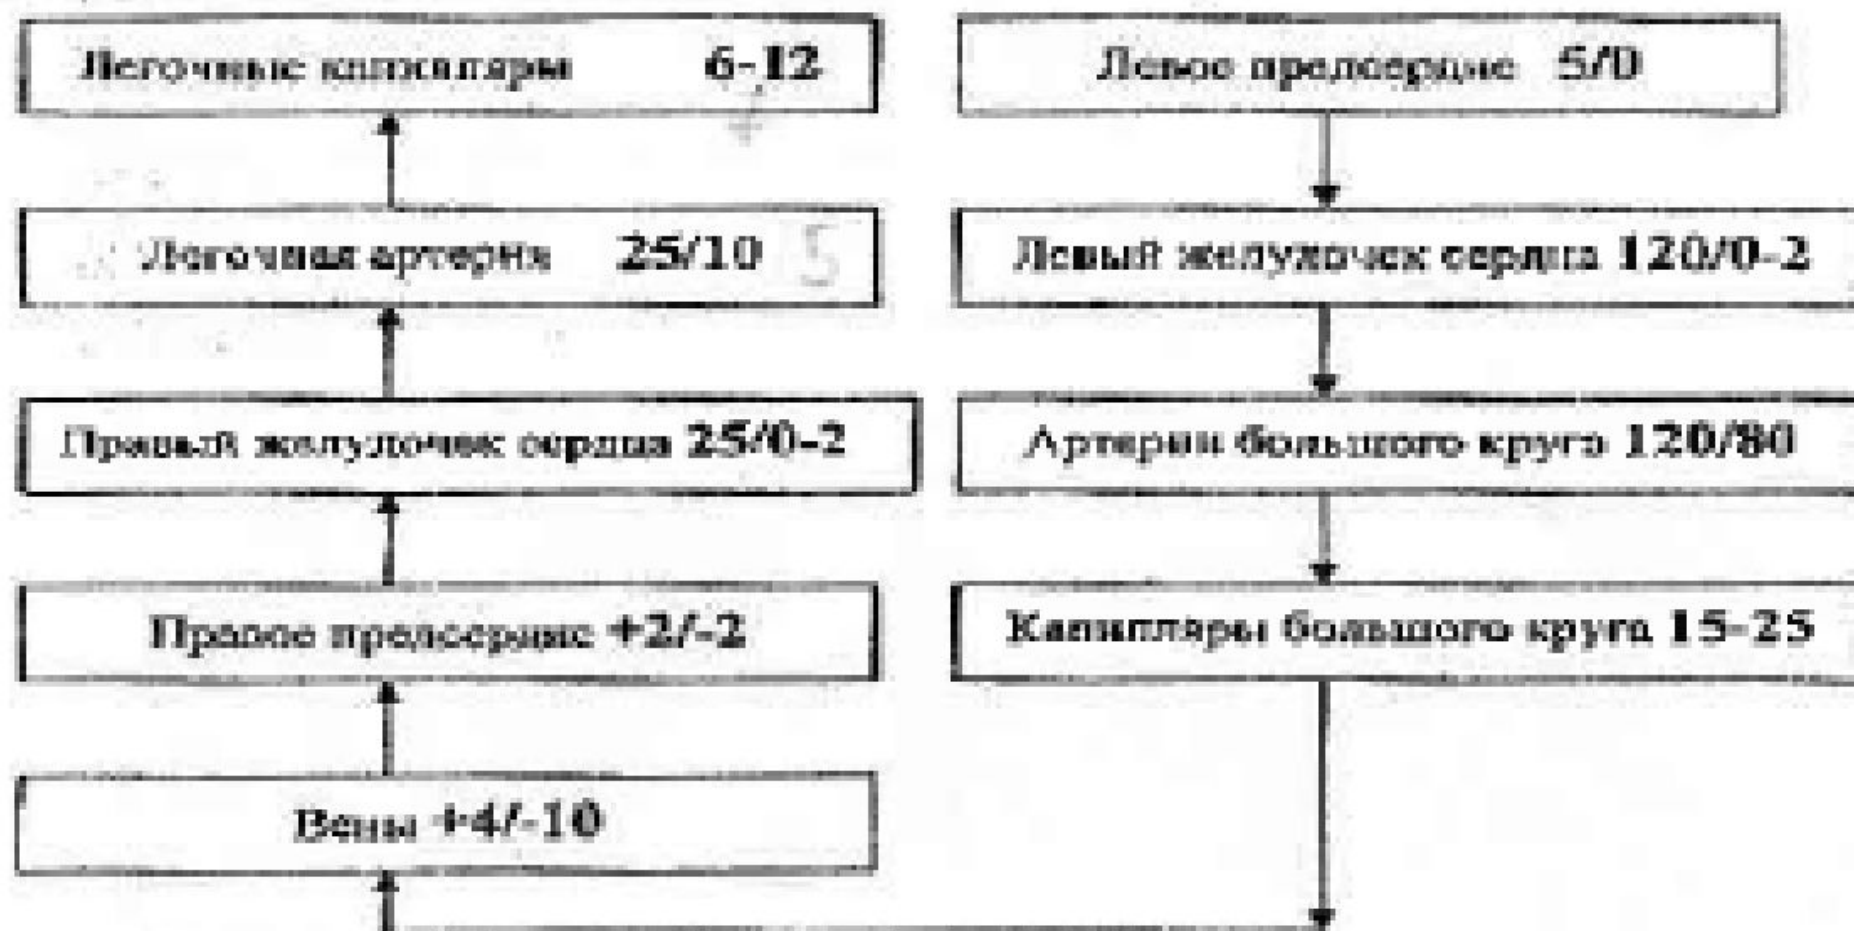 Легочные капилляры 6-12
Легочная артерия 25/10 5
Правый желудочек сердца 25/0-2
Правое предсердие +2/-2
Вены +4/-10
Левое предсердие 5/0
Левый желудочек сердца 120/0-2
Артерии большого круга 120/80
Капилляры большого круга 15-25